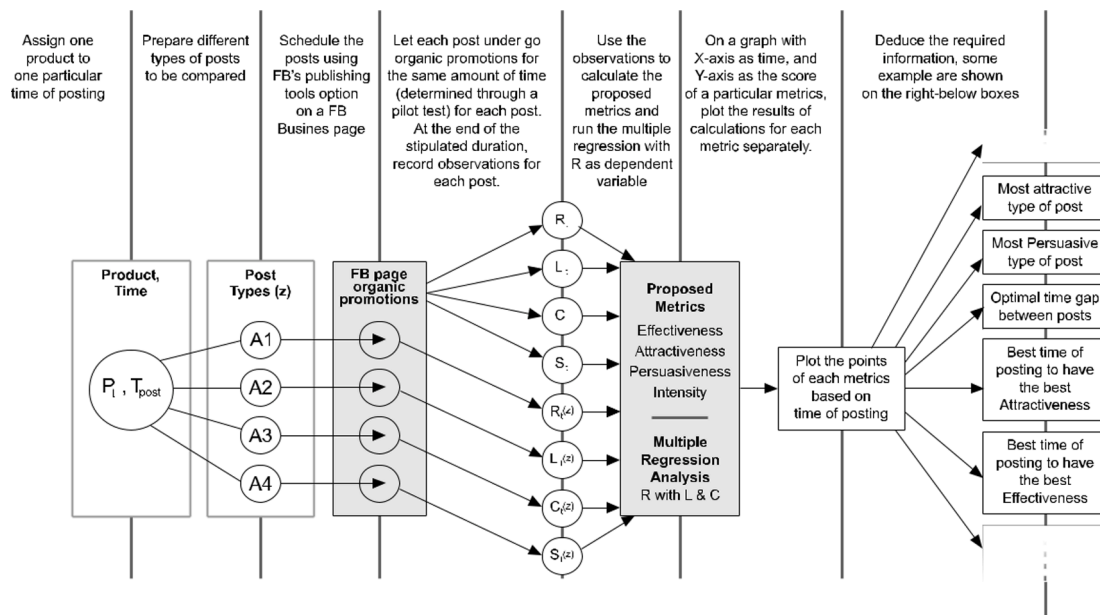 Assign one
product to
one particular
time of posting
Prepare different
types of posts
to be compared
Schedule the
posts using
FB's publishing
tools option
on a FB
Busines page
Let each post under go
organic promotions for
the same amount of time
(determined through a
pilot test) for each post.
At the end of the
stipulated duration,
record observations for
each post.
Use the
observations to
calculate the
proposed
metrics and
run the multiple
regression with
R as dependent
variable
On a graph with
X-axis as time, and
Y-axis as the score
of a particular metrics,
plot the results of
calculations for each
metric separately.
Deduce the required
information, some
example are shown
on the right-below boxes
Product,
Time
P , T post
Post
Types (z)
A1
A2
A3
A4
FB page
organic
promotions
R
L
C
S
R (z)
L (z)
C (z)
S (z)
Proposed
Metrics
Effectiveness
Attractiveness
Persuasiveness
Intensity
Multiple
Regression
Analysis
R with L & C
Plot the points
of each metrics
based on
time of posting
Most attractive
type of post
Most Persuasive
type of post
Optimal time gap
between posts
Best time of
posting to have
the best
Attractiveness
Best time of
posting to have
the best
Effectiveness